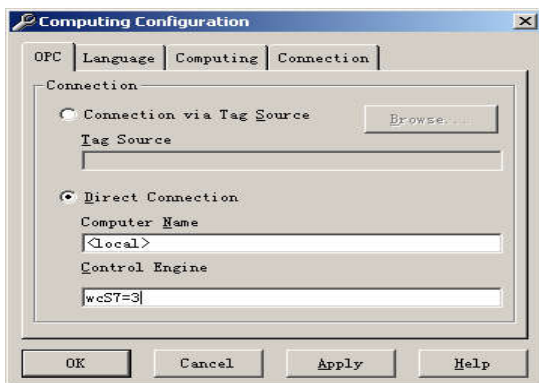 Computing Configuration
OPC Language Computing Connection
Connection
Connection via Tag Source
Browse...
Tag Source
Direct Connection
Computer Name
<local>
Control Engine
wcS7=3
OK Cancel Apply Help